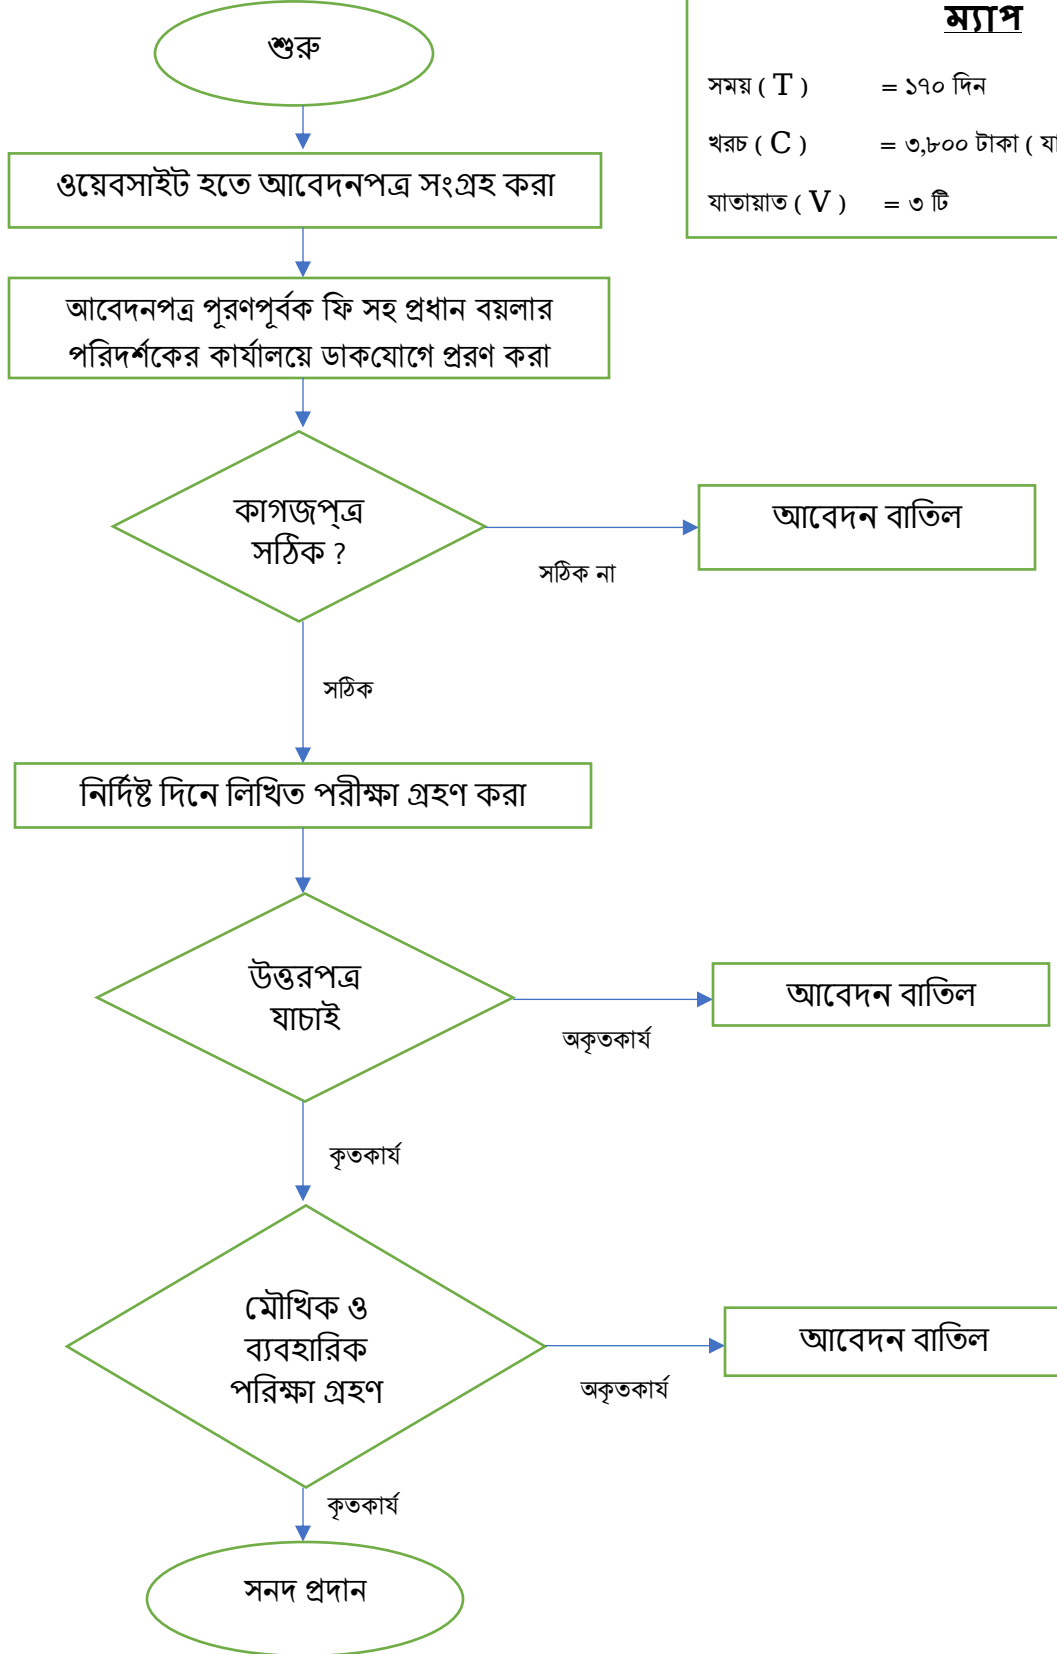 শুরু
ম্যাপ
সময় ( T ) = ১৭০ দিন
খরচ ( C ) = ৩,৮০০ টাকা (
যাতায়াত ( V ) = ৩ টি
ওয়েবসাইট হতে আবেদনপত্র সংগ্রহ করা
আবেদনপত্র পূরণপূর্বক ফি সহ প্রধান বয়লার
পরিদর্শকের কার্যালয়ে ডাকযোগে প্ররণ করা
কাগজপ্ত্র
সঠিক ?
আবেদন বাতিল
সঠিক না
সঠিক
নির্দিষ্ট দিনে লিখিত পরীক্ষা গ্রহণ করা
উত্তরপত্র
যাচাই
আবেদন বাতিল
অকৃতকার্য
কৃতকার্য
মৌখিক ও
ব্যবহারিক
পরিক্ষা গ্রহণ
আবেদন বাতিল
অকৃতকার্য
কৃতকার্য
সনদ প্রদান